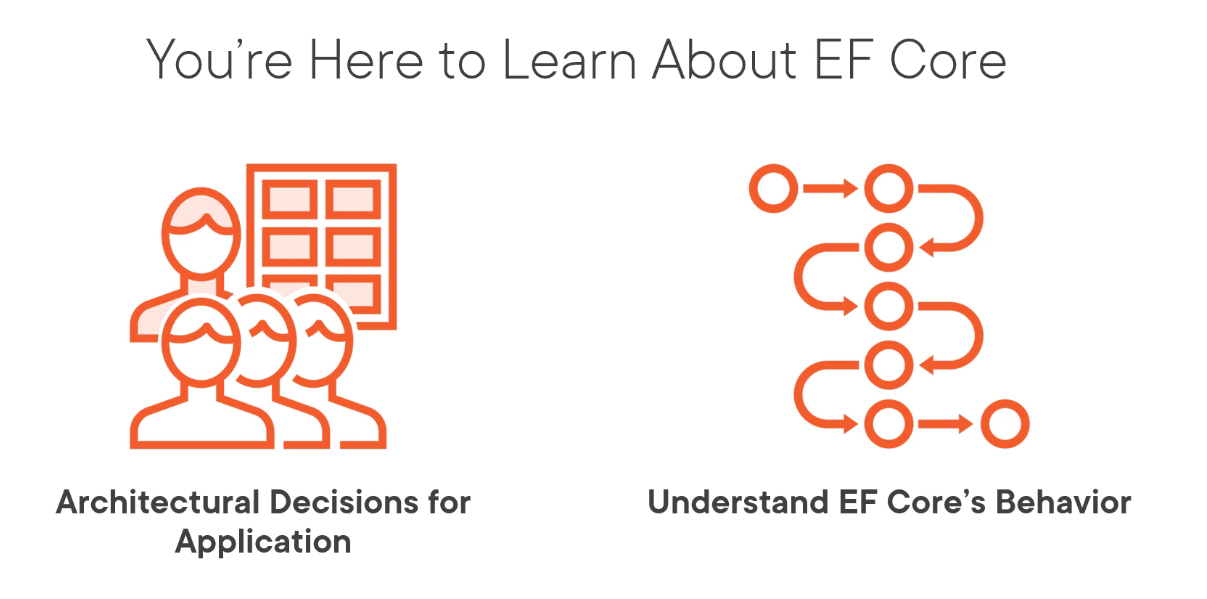 You’re Here to Learn About EF Core
Architectural Decisions for
Application
Understand EF Core’s Behavior